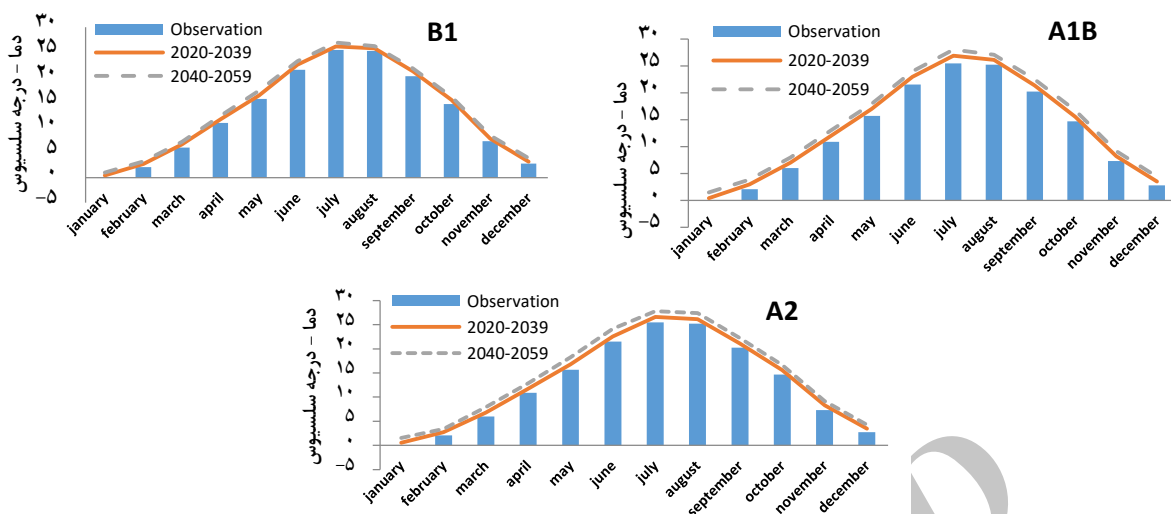 B1
Observation
2020-2039
2040-2059
دما – درجه سلسیوس
۳۰
۲۵
۲۰
۱۵
۱۰
۵
۰
−۵
january
february
march
april
may
june
july
august
september
october
november
december
A1B
Observation
2020-2039
2040-2059
دما – درجه سلسیوس
۳۰
۲۵
۲۰
۱۵
۱۰
۵
۰
−۵
january
february
march
april
may
june
july
august
september
october
november
december
A2
Observation
2020-2039
2040-2059
دما – درجه سلسیوس
۳۰
۲۵
۲۰
۱۵
۱۰
۵
۰
−۵
january
february
march
april
may
june
july
august
september
october
november
december